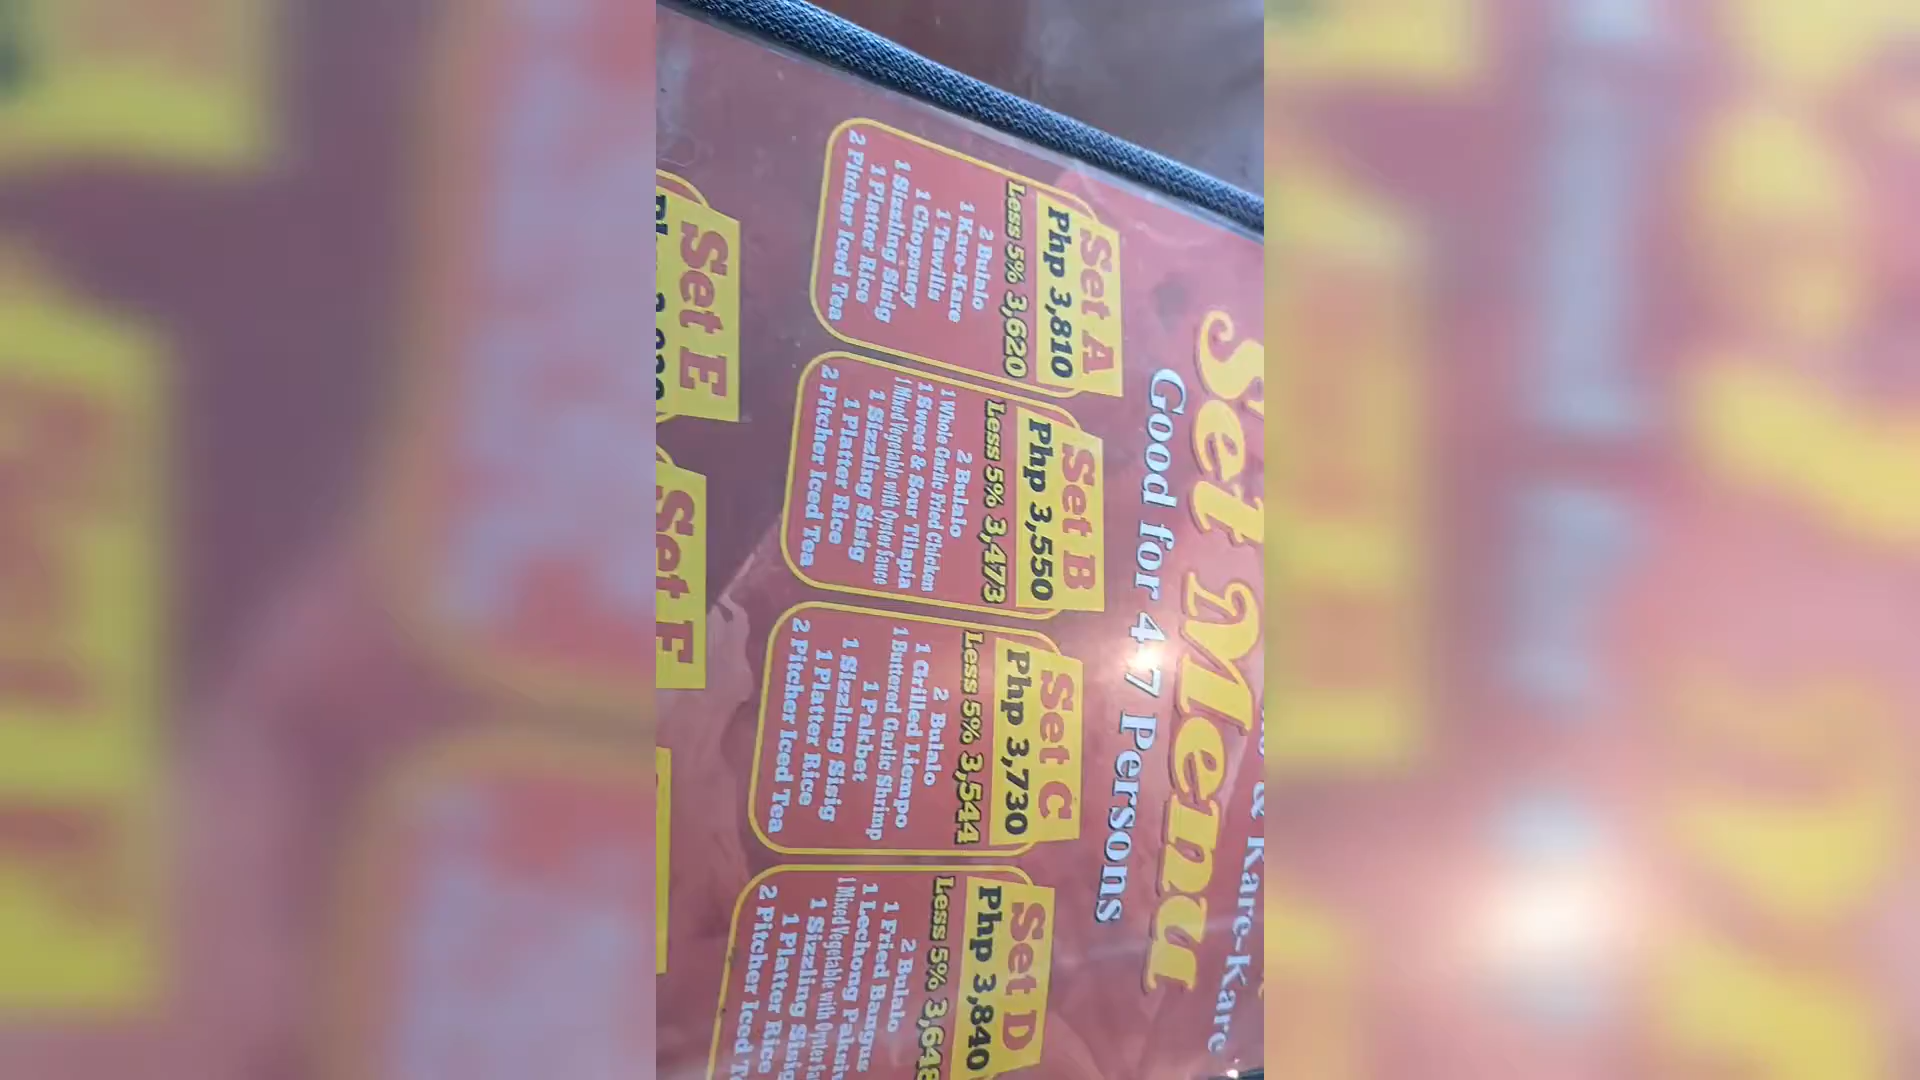 & Kare-Kare
Set Menu
Good for 4-7 Persons
Set A
Php 3,810
Less 5% 3,620
2 Bulalo
1 Kare-Kare
1 Tawilis
1 Chopsuey
1 Sizzling Sisig
1 Platter Rice
2 Pitcher Iced Tea
Set B
Php 3,550
Less 5% 3,473
2 Bulalo
1 Whole Garlic Fried Chicken
1 Sweet & Sour Tilapia
1 Mixed Vegetable with Oyster Sauce
1 Sizzling Sisig
1 Platter Rice
2 Pitcher Iced Tea
Set C
Php 3,730
Less 5% 3,544
2 Bulalo
1 Grilled Liempo
1 Buttered Garlic Shrimp
1 Pakbet
1 Sizzling Sisig
1 Platter Rice
2 Pitcher Iced Tea
Set D
Php 3,840
Less 5% 3,648
2 Bulalo
1 Fried Bangus
1 Lechong Paksiw
1 Mixed Vegetable with Oyster
1 Sizzling Sisig
1 Platter Rice
2 Pitcher Iced
Set E
Set F